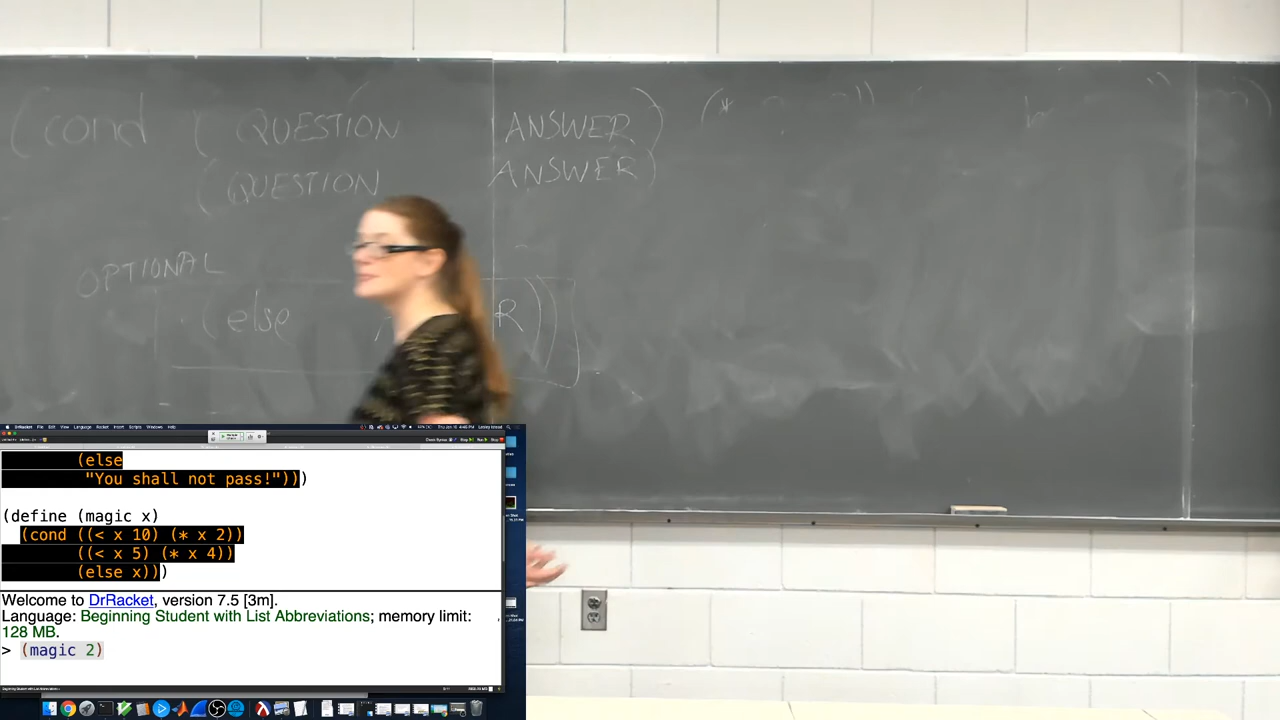 (cond ( QUESTION ANSWER)
( QUESTION ANSWER)
OPTIONAL
(else R))
(else
"You shall not pass!")))
(define (magic x)
(cond ((< x 10) (* x 2))
((< x 5) (* x 4))
(else x)))
Welcome to DrRacket, version 7.5 [3m].
Language: Beginning Student with List Abbreviations; memory limit:
128 MB.
> (magic 2)